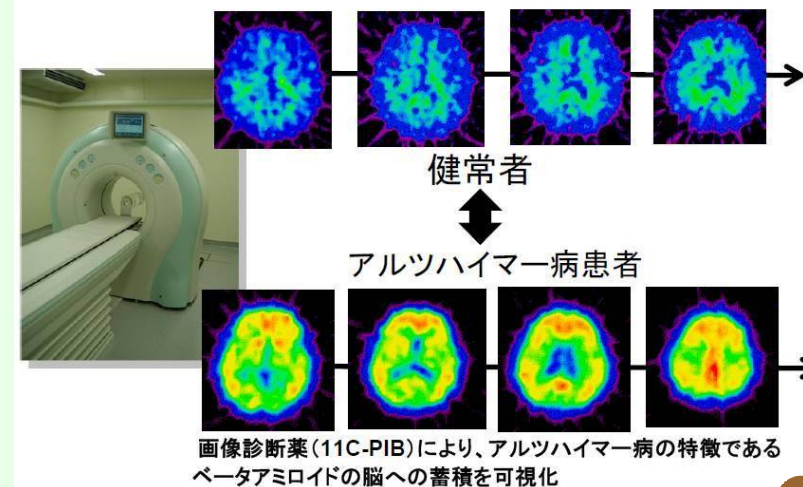 健常者
アルツハイマー病患者
画像診断薬(11C-PIB)により、アルツハイマー病の特徴である
ベータアミロイドの脳への蓄積を可視化